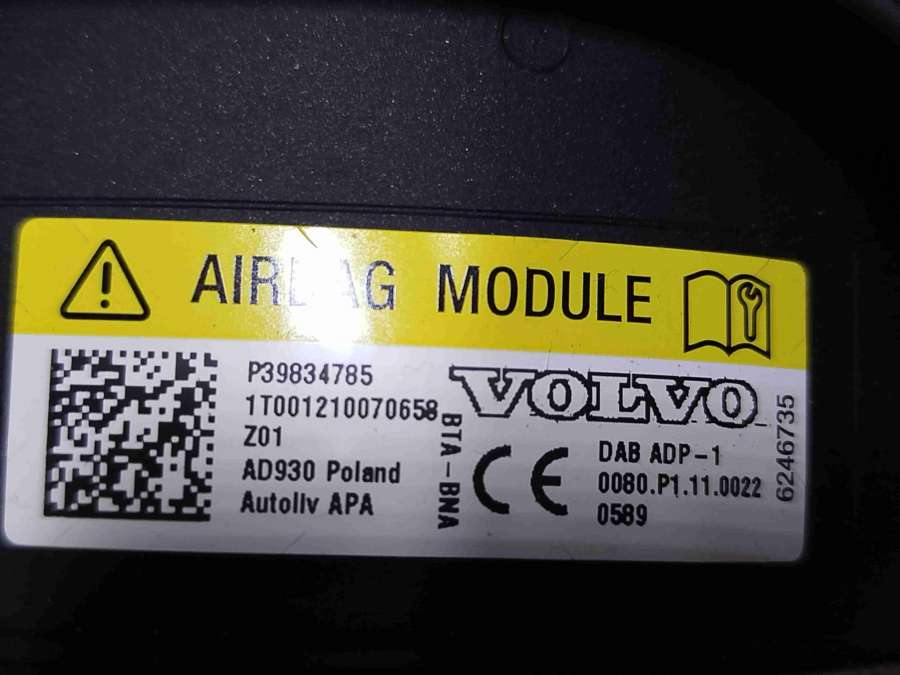 AIRBAG MODULE
P39834785
1T001210070658
Z01
AD930 Poland
Autoliv APA
BTA-BNA
VOLVO
CE
DAB ADP-1
0080.P1.11.0022
0589
6246735